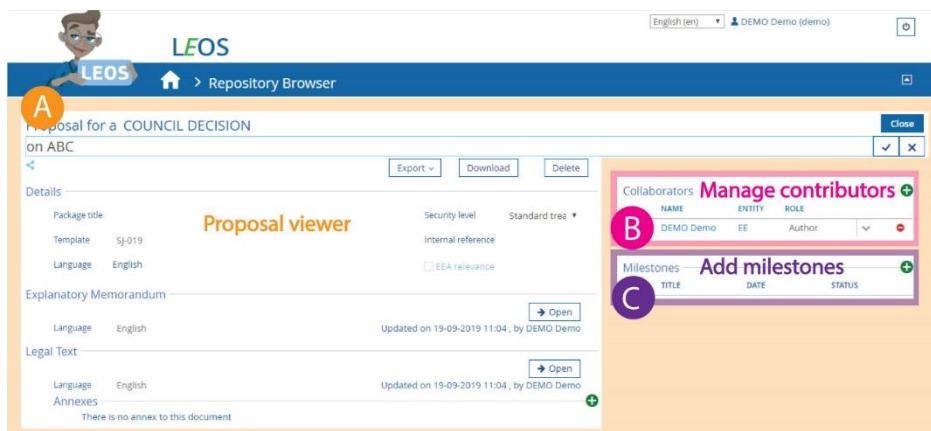 English (en) DEMO Demo (demo)
LEOS
LEOS > Repository Browser
A
Proposal for a COUNCIL DECISION Close
on ABC
Export Download Delete
Details
Package title Security level Standard trea
Proposal viewer
Template SJ-019 Internal reference
Language English EEA relevance
Explanatory Memorandum
Open
Language English Updated on 19-09-2019 11:04 , by DEMO Demo
Legal Text
Open
Language English Updated on 19-09-2019 11:04 , by DEMO Demo
Annexes
There is no annex to this document
Collaborators Manage contributors
NAME ENTITY ROLE
B DEMO Demo EE Author
Milestones Add milestones
C TITLE DATE STATUS